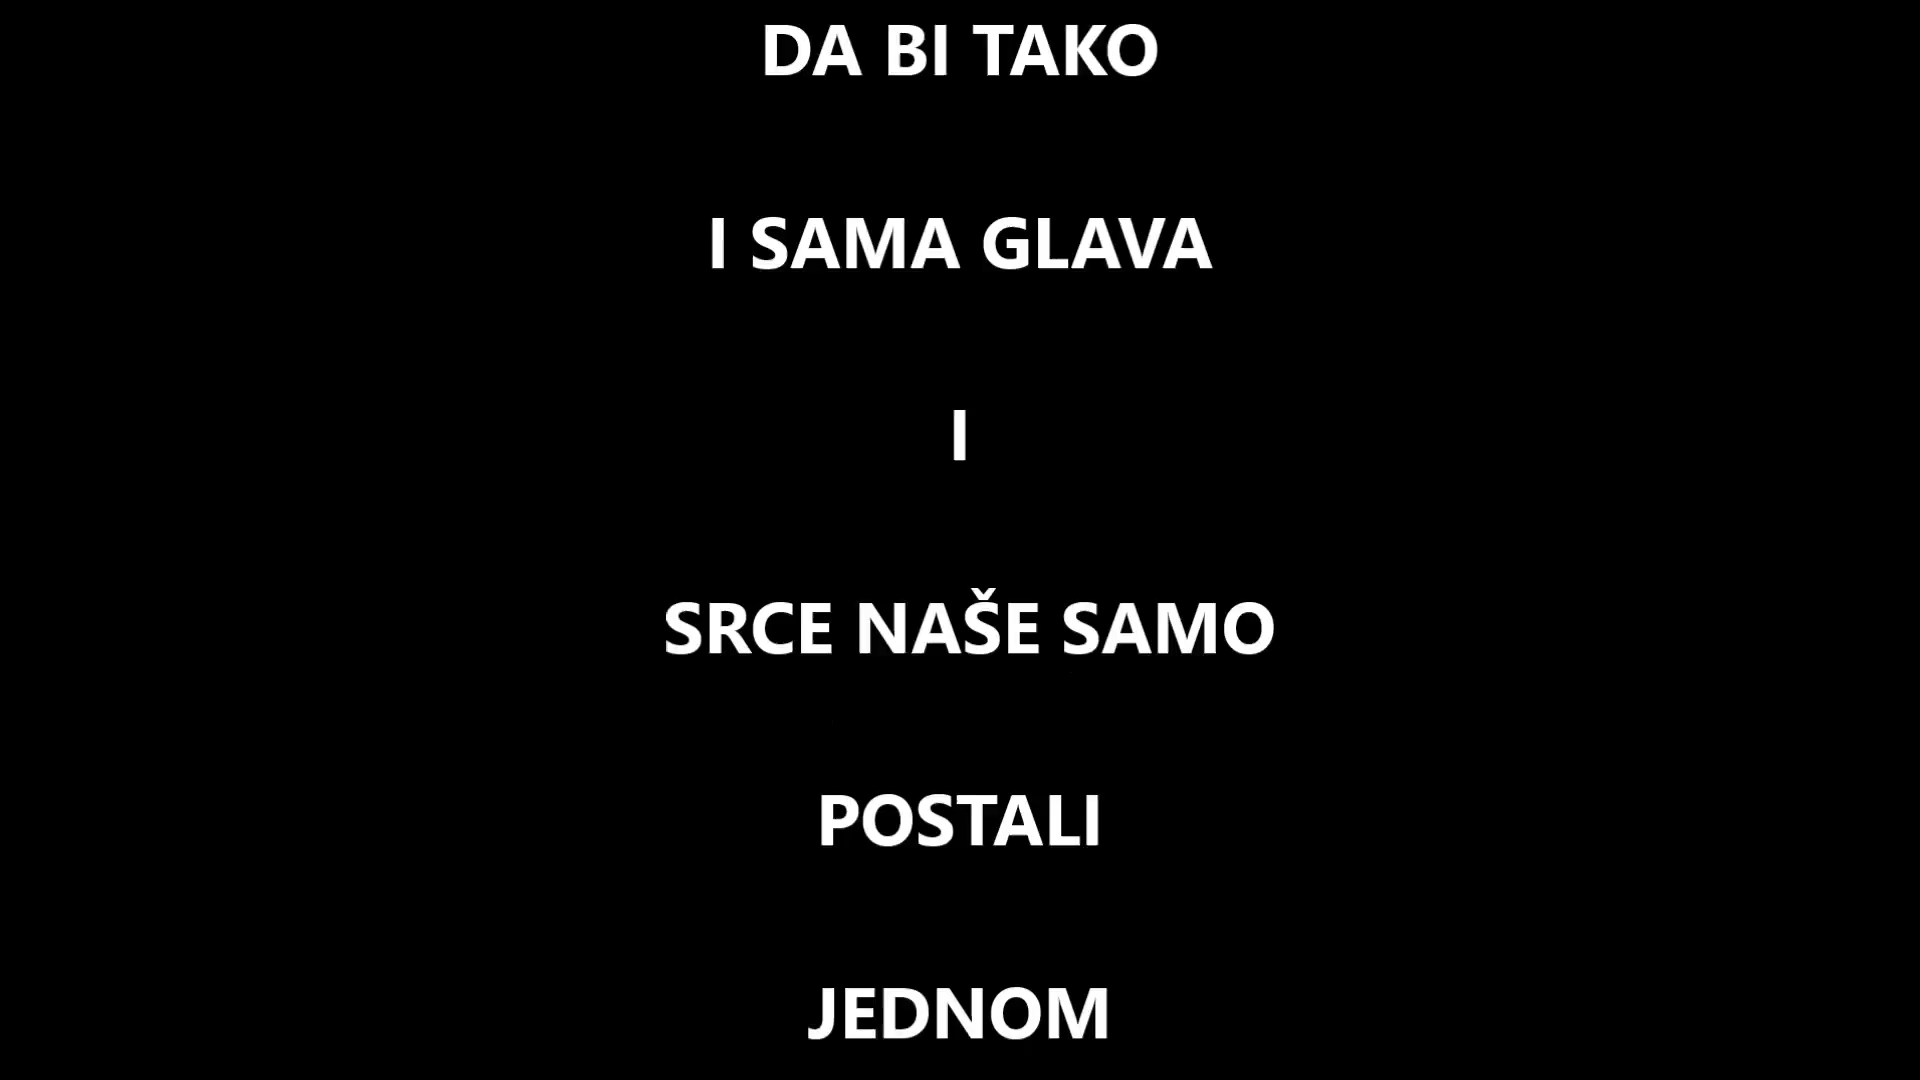 DA BI TAKO
I SAMA GLAVA
I
SRCE NAŠE SAMO
POSTALI
JEDNOM